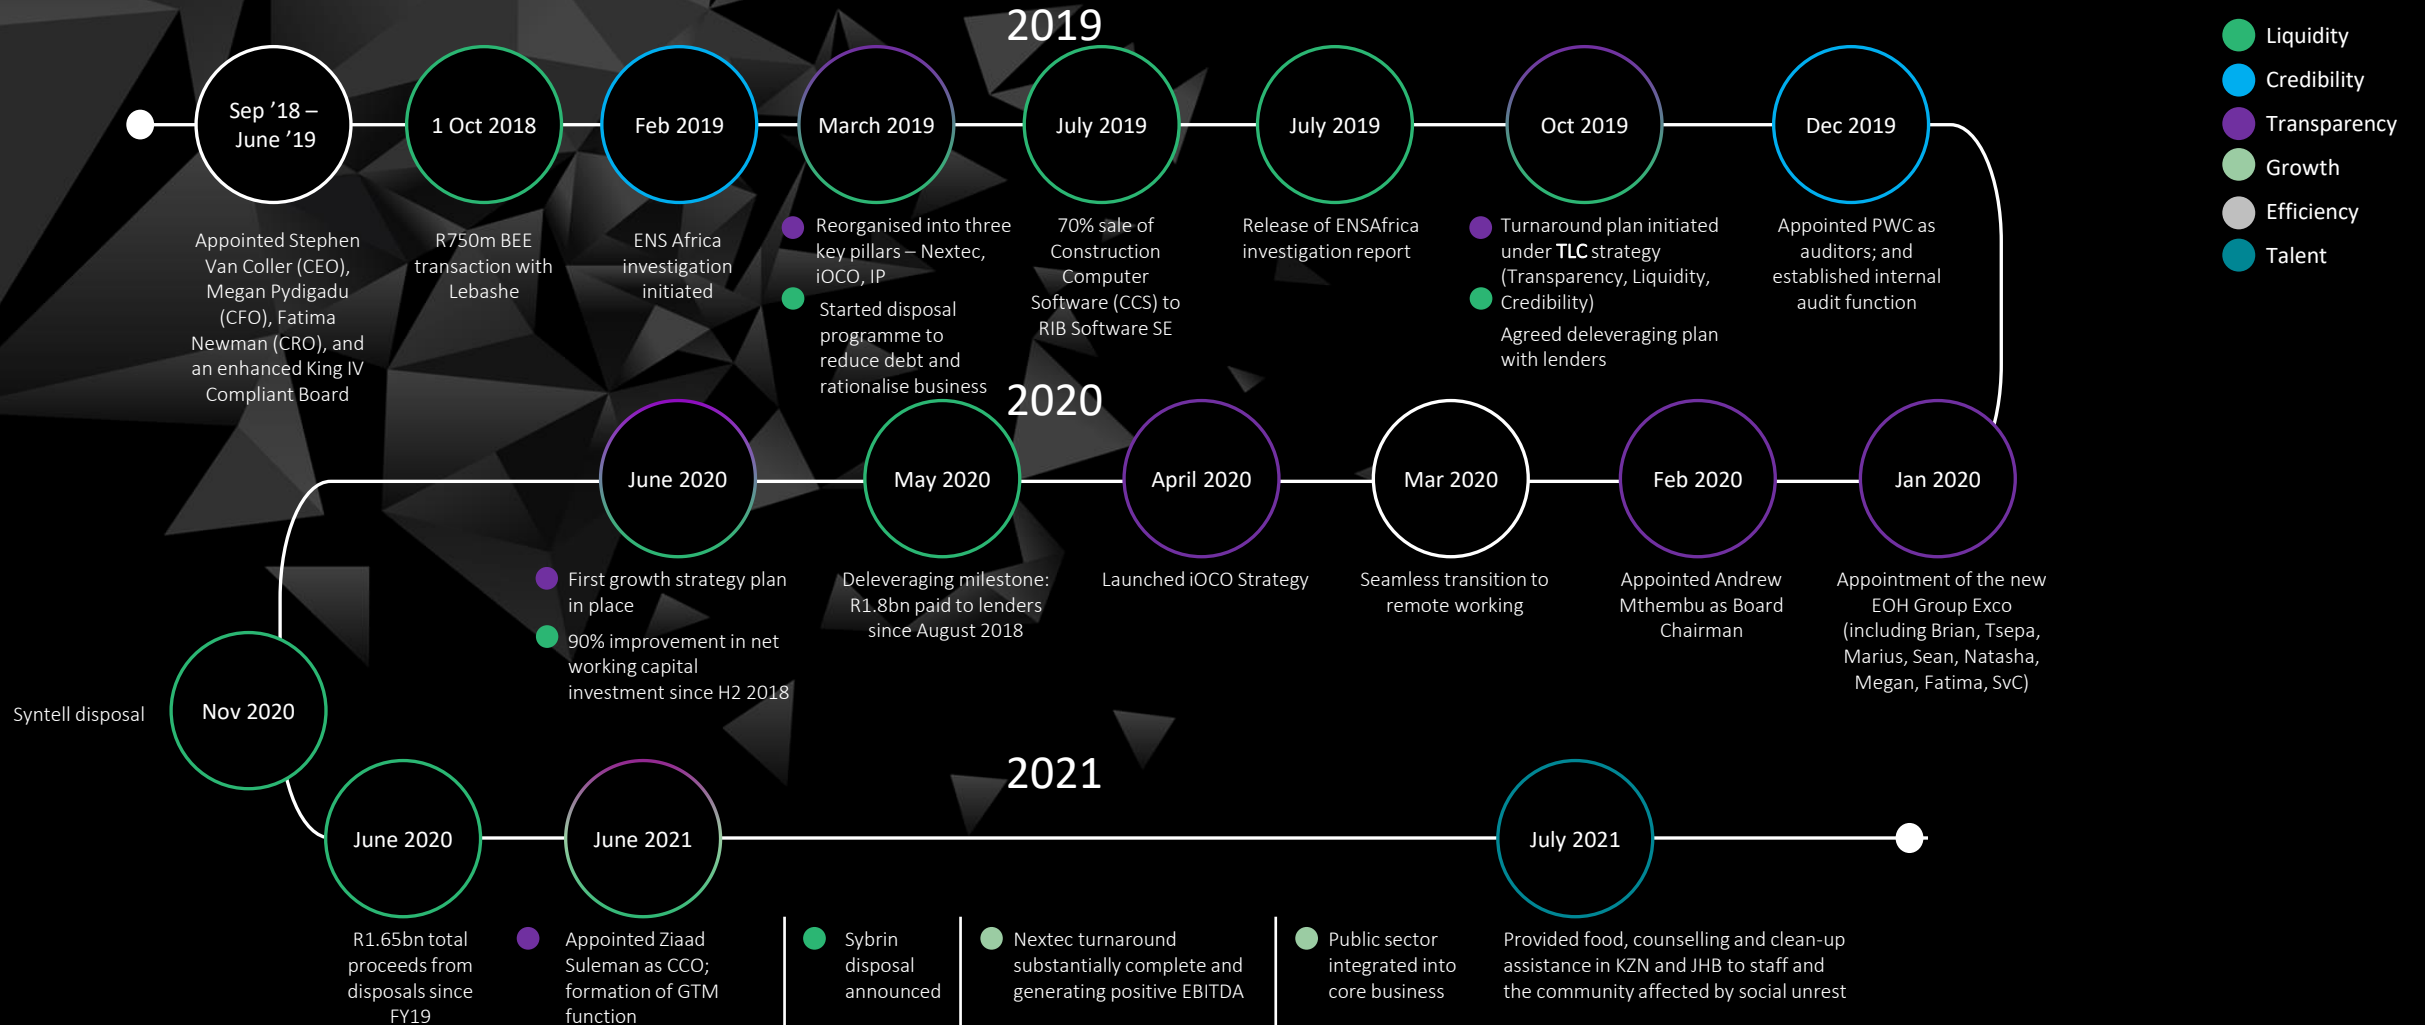 2019
Liquidity
Credibility
Transparency
Growth
Efficiency
Talent
Sep ’18 –
June ’19
1 Oct 2018
Feb 2019
March 2019
July 2019
July 2019
Oct 2019
Dec 2019
Appointed Stephen
Van Coller (CEO),
Megan Pydigadu
(CFO), Fatima
Newman (CRO), and
an enhanced King IV
Compliant Board
R750m BEE
transaction with
Lebashe
ENS Africa
investigation
initiated
Reorganised into three
key pillars – Nextec,
iOCO, IP
Started disposal
programme to
reduce debt and
rationalise business
70% sale of
Construction
Computer
Software (CCS) to
RIB Software SE
Release of ENSAfrica
investigation report
Turnaround plan initiated
under TLC strategy
(Transparency, Liquidity,
Credibility)
Agreed deleveraging plan
with lenders
Appointed PWC as
auditors; and
established internal
audit function
2020
June 2020
May 2020
April 2020
Mar 2020
Feb 2020
Jan 2020
First growth strategy plan
in place
90% improvement in net
working capital
investment since H2 2018
Deleveraging milestone:
R1.8bn paid to lenders
since August 2018
Launched iOCO Strategy
Seamless transition to
remote working
Appointed Andrew
Mthembu as Board
Chairman
Appointment of the new
EOH Group Exco
(including Brian, Tsepa,
Marius, Sean, Natasha,
Megan, Fatima, SvC)
Syntell disposal
Nov 2020
2021
June 2020
June 2021
July 2021
R1.65bn total
proceeds from
disposals since
FY19
Appointed Ziaad
Suleman as CCO;
formation of GTM
function
Sybrin
disposal
announced
Nextec turnaround
substantially complete and
generating positive EBITDA
Public sector
integrated into
core business
Provided food, counselling and clean-up
assistance in KZN and JHB to staff and
the community affected by social unrest